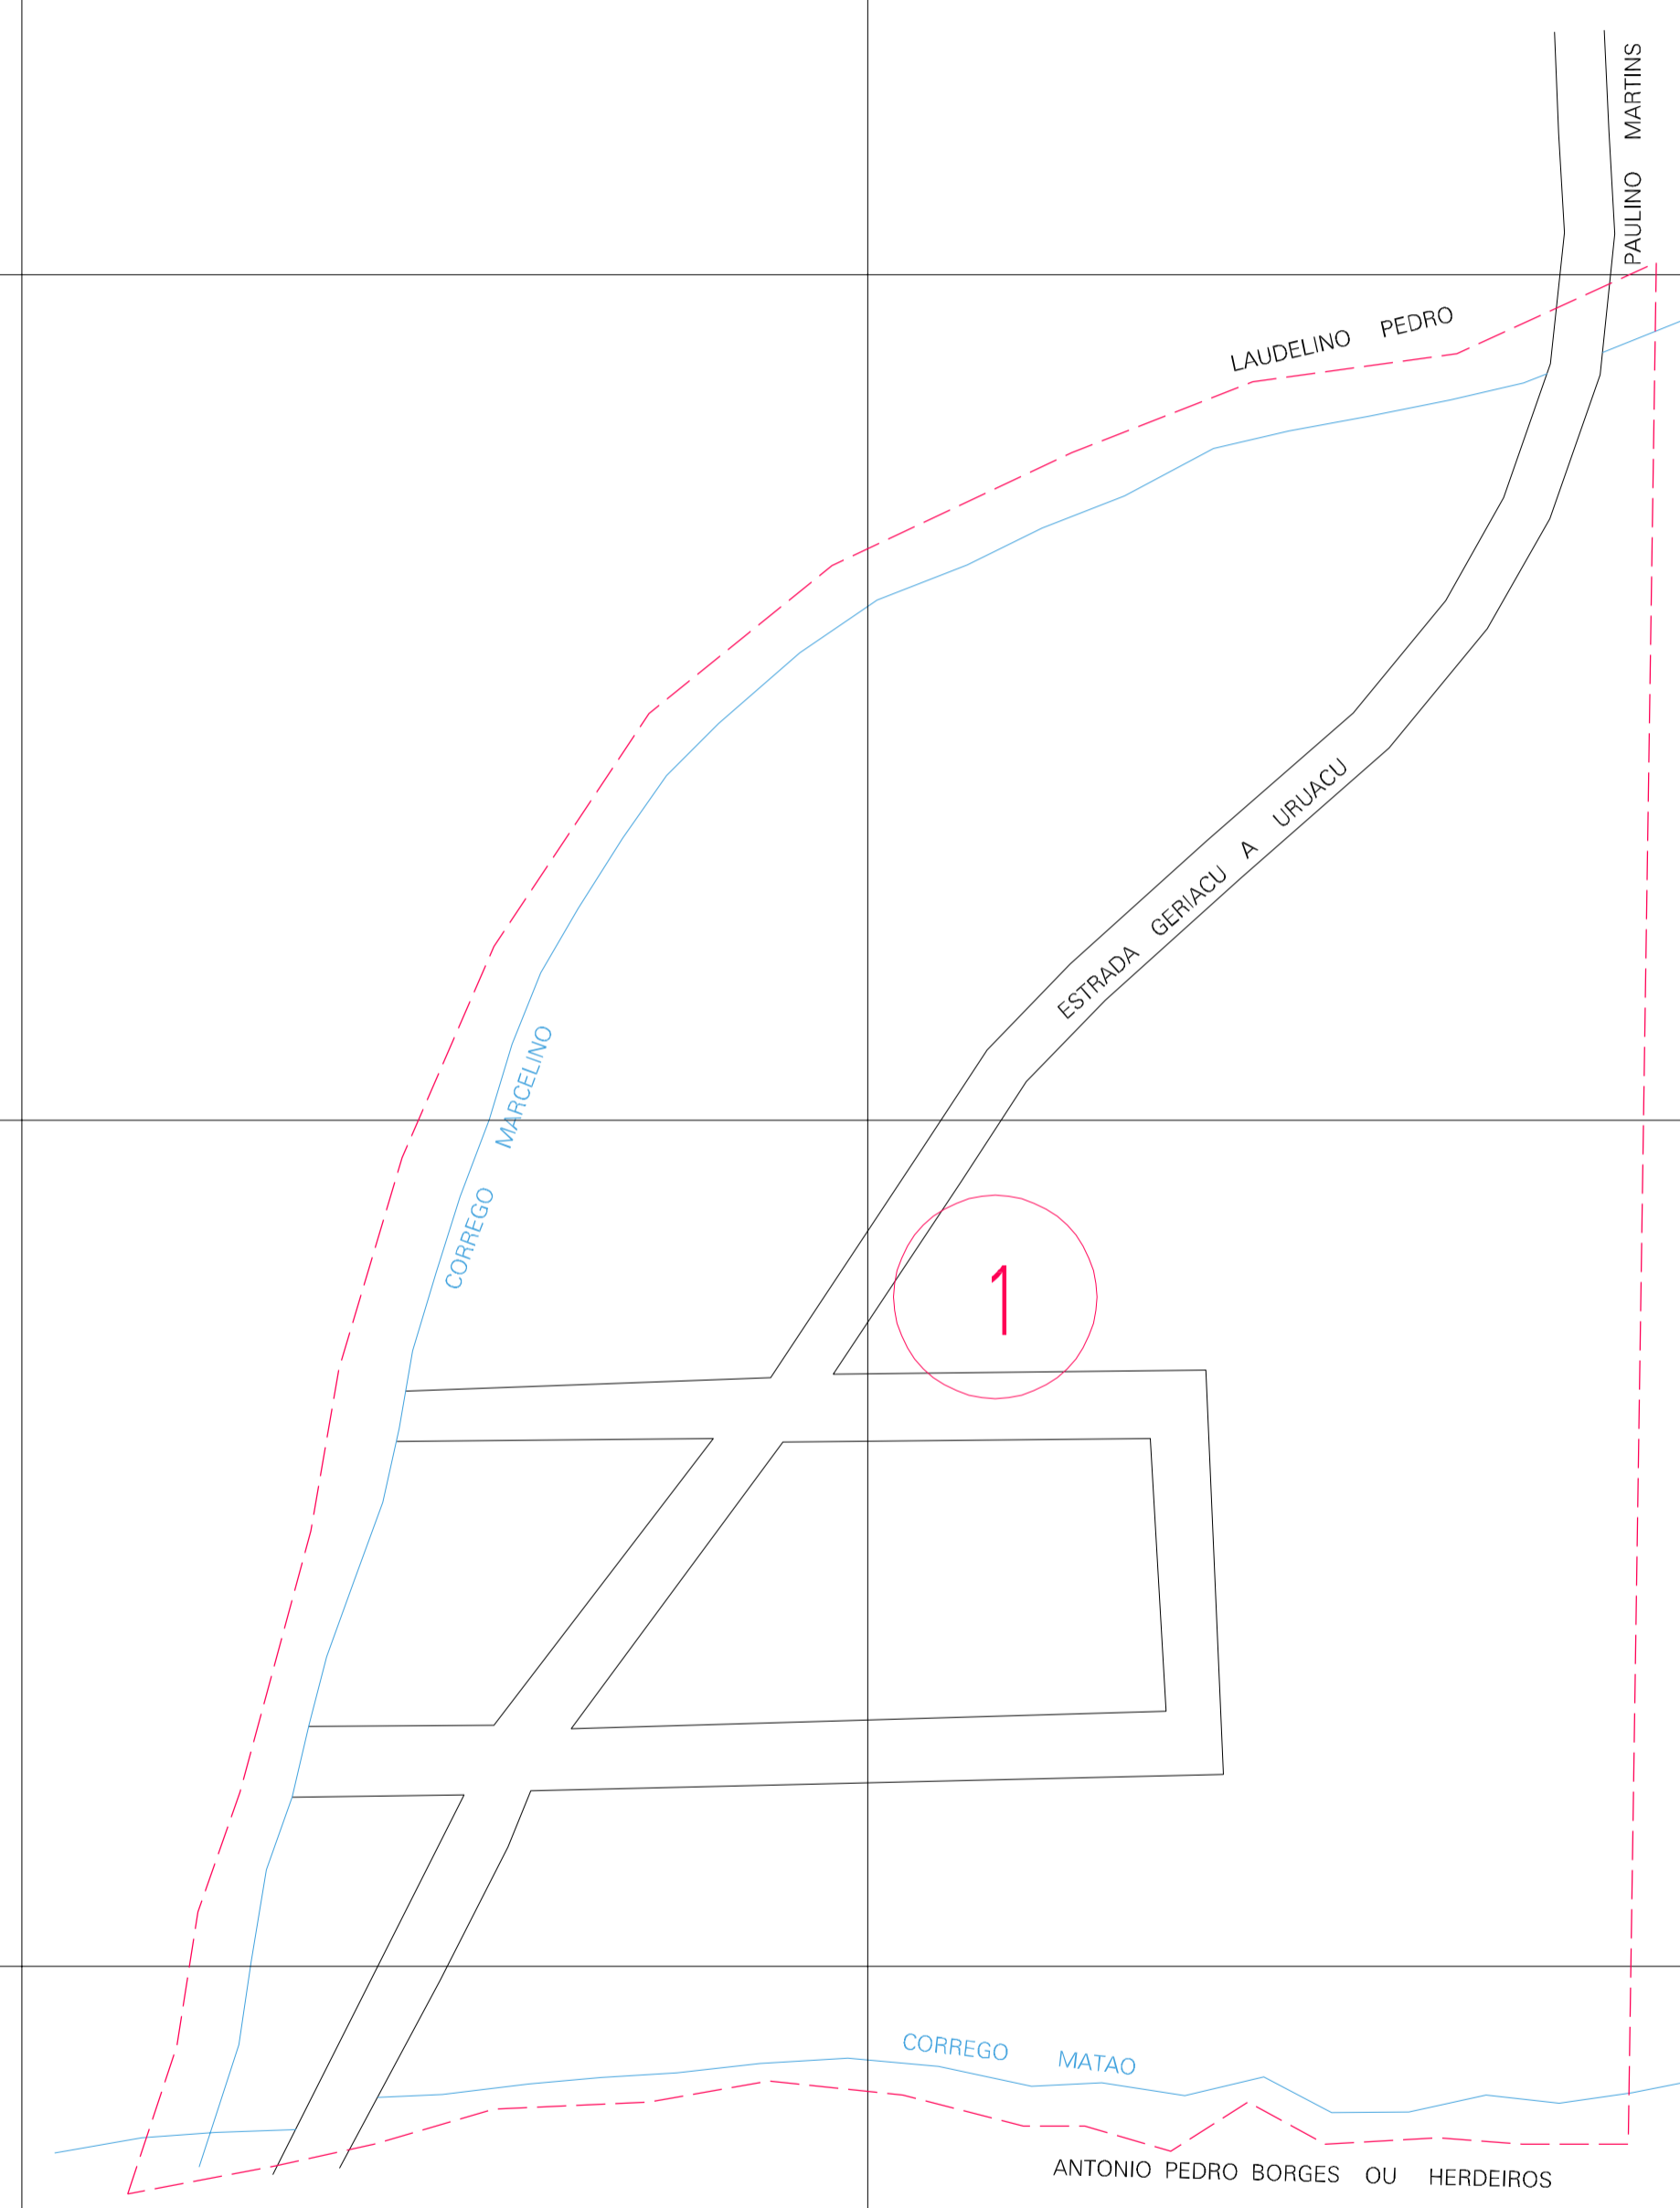 PAULINO MARTINS
LAUDELINO PEDRO
ESTRADA GERIACU A URUACU
CORREGO MARCELINO
1
CORREGO MATAO
ANTONIO PEDRO BORGES OU HERDEIROS